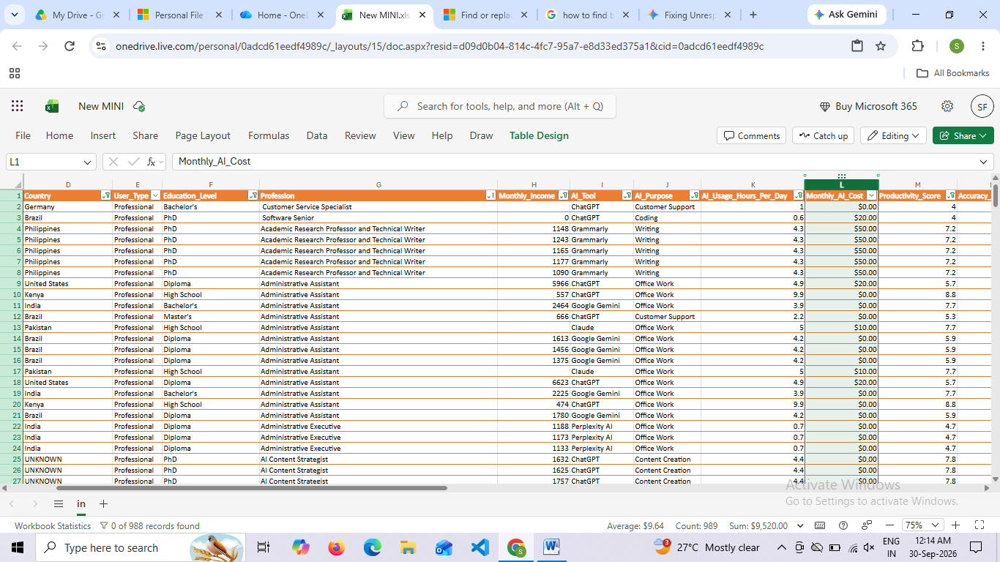 My Drive - Go
Personal File
Home - OneD
New MINI.xls
Find or repla
how to find b
Fixing Unresp
Ask Gemini
onedrive.live.com/personal/0adcd61eedf4989c/_layouts/15/doc.aspx?resid=d09d0b04-814c-4fc7-95a7-e8d33ed375a1&cid=0adcd61eedf4989c
S
All Bookmarks
New MINI
Search for tools, help, and more (Alt + Q)
Buy Microsoft 365
SF
File Home Insert Share Page Layout Formulas Data Review View Help Draw Table Design
Comments Catch up Editing Share
L1 fx Monthly_AI_Cost
D E F G H I J K L M
1 Country User_Type Education_Level Profession Monthly_Income AI_Tool AI_Purpose AI_Usage_Hours_Per_Day Monthly_AI_Cost Productivity_Score Accuracy_
2 Germany Professional Bachelor's Customer Service Specialist ChatGPT Customer Support 1 $0.00 4
3 Brazil Professional PhD Software Senior 0 ChatGPT Coding 0.6 $20.00 4
4 Philippines Professional PhD Academic Research Professor and Technical Writer 1148 Grammarly Writing 4.3 $50.00 7.2
5 Philippines Professional PhD Academic Research Professor and Technical Writer 1243 Grammarly Writing 4.3 $50.00 7.2
6 Philippines Professional PhD Academic Research Professor and Technical Writer 1165 Grammarly Writing 4.3 $50.00 7.2
7 Philippines Professional PhD Academic Research Professor and Technical Writer 1177 Grammarly Writing 4.3 $50.00 7.2
8 Philippines Professional PhD Academic Research Professor and Technical Writer 1090 Grammarly Writing 4.3 $50.00 7.2
9 United States Professional Diploma Administrative Assistant 5966 ChatGPT Office Work 4.9 $20.00 5.7
10 Kenya Professional High School Administrative Assistant 557 ChatGPT Office Work 9.9 $0.00 8.8
11 India Professional Bachelor's Administrative Assistant 2464 Google Gemini Office Work 3.9 $0.00 7.7
12 Brazil Professional Master's Administrative Assistant 666 ChatGPT Customer Support 2.2 $0.00 5.3
13 Pakistan Professional High School Administrative Assistant Claude Office Work 5 $10.00 7.7
14 Brazil Professional Diploma Administrative Assistant 1613 Google Gemini Office Work 4.2 $0.00 5.9
15 Brazil Professional Diploma Administrative Assistant 1456 Google Gemini Office Work 4.2 $0.00 5.9
16 Brazil Professional Diploma Administrative Assistant 1375 Google Gemini Office Work 4.2 $0.00 5.9
17 Pakistan Professional High School Administrative Assistant Claude Office Work 5 $10.00 7.7
18 United States Professional Diploma Administrative Assistant 6623 ChatGPT Office Work 4.9 $20.00 5.7
19 India Professional Bachelor's Administrative Assistant 2225 Google Gemini Office Work 3.9 $0.00 7.7
20 Kenya Professional High School Administrative Assistant 474 ChatGPT Office Work 9.9 $0.00 8.8
21 Brazil Professional Diploma Administrative Assistant 1780 Google Gemini Office Work 4.2 $0.00 5.9
22 India Professional Diploma Administrative Executive 1188 Perplexity AI Office Work 0.7 $0.00 4.7
23 India Professional Diploma Administrative Executive 1173 Perplexity AI Office Work 0.7 $0.00 4.7
24 India Professional Diploma Administrative Executive 1133 Perplexity AI Office Work 0.7 $0.00 4.7
25 UNKNOWN Professional PhD AI Content Strategist 1632 ChatGPT Content Creation 4.4 $0.00 7.8
26 UNKNOWN Professional PhD AI Content Strategist 1625 ChatGPT Content Creation 4.4 $0.00 7.8
27 UNKNOWN Professional PhD AI Content Strategist 1757 ChatGPT Content Creation 4.4 $0.00 7.8
Activate Windows
Go to Settings to activate Windows.
in
Workbook Statistics 0 of 988 records found Average: $9.64 Count: 989 Sum: $9,520.00 75%
Type here to search
S
3
27°C Mostly clear
ENG
IN
12:14 AM
30-Sep-2026